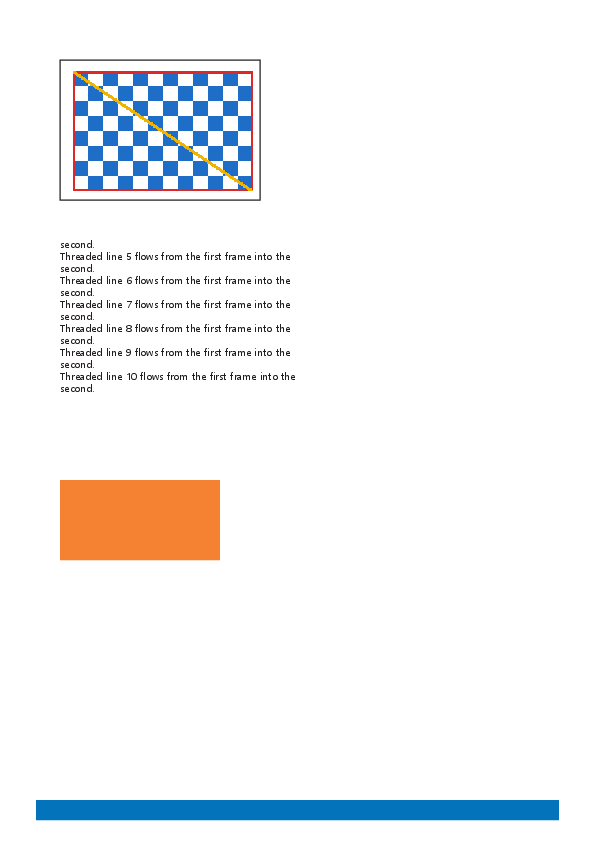 second.
Threaded line 5 flows from the first frame into the
second.
Threaded line 6 flows from the first frame into the
second.
Threaded line 7 flows from the first frame into the
second.
Threaded line 8 flows from the first frame into the
second.
Threaded line 9 flows from the first frame into the
second.
Threaded line 10 flows from the first frame into the
second.